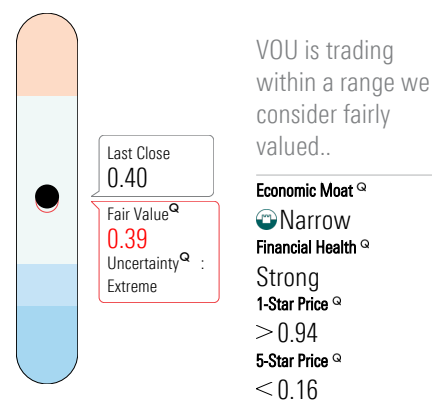 VOU is trading
within a range we
consider fairly
valued..
Last Close
0.40
Fair Value Q
0.39
Uncertainty Q :
Extreme
Economic Moat Q
Narrow
Financial Health Q
Strong
1-Star Price Q
>0.94
5-Star Price Q
<0.16